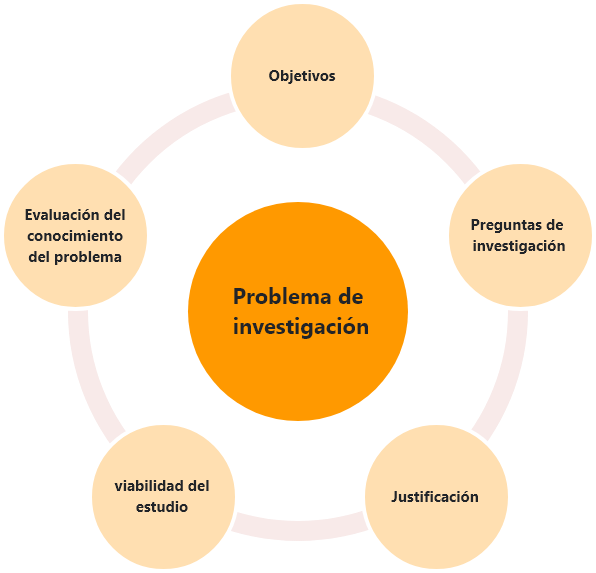 Objetivos
Preguntas de
investigación
Justificación
viabilidad del
estudio
Evaluación del
conocimiento
del problema
Problema de
investigación